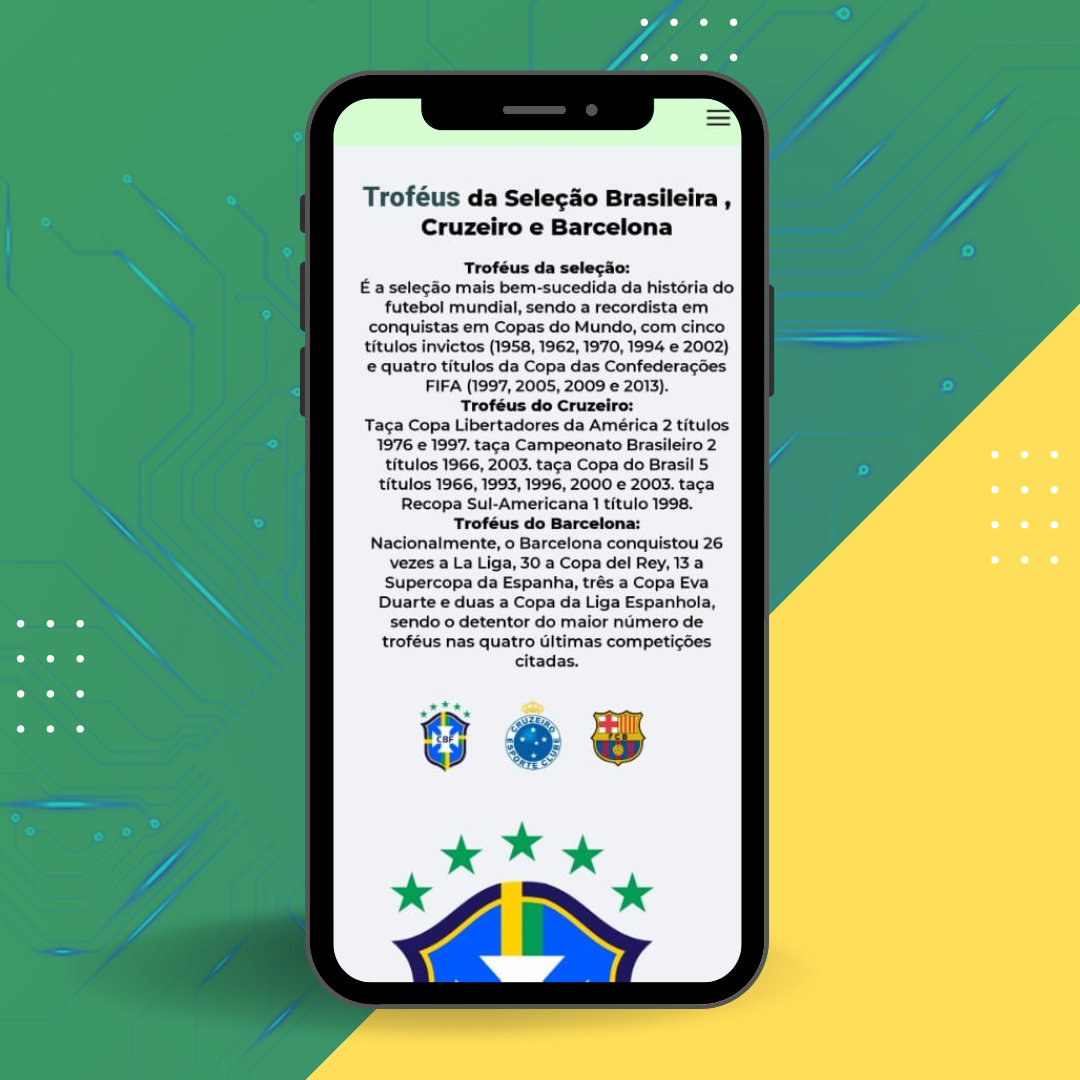 Troféus da Seleção Brasileira ,
Cruzeiro e Barcelona
Troféus da seleção:
É a seleção mais bem-sucedida da história do
futebol mundial, sendo a recordista em
conquistas em Copas do Mundo, com cinco
títulos invictos (1958, 1962, 1970, 1994 e 2002)
e quatro títulos da Copa das Confederações
FIFA (1997, 2005, 2009 e 2013).
Troféus do Cruzeiro:
Taça Copa Libertadores da América 2 títulos
1976 e 1997. taça Campeonato Brasileiro 2
títulos 1966, 2003. taça Copa do Brasil 5
títulos 1966, 1993, 1996, 2000 e 2003. taça
Recopa Sul-Americana 1 título 1998.
Troféus do Barcelona:
Nacionalmente, o Barcelona conquistou 26
vezes a La Liga, 30 a Copa del Rey, 13 a
Supercopa da Espanha, três a Copa Eva
Duarte e duas a Copa da Liga Espanhola,
sendo o detentor do maior número de
troféus nas quatro últimas competições
citadas.
CBF
CRUZEIRO
ESPORTE CLUBE
FCB